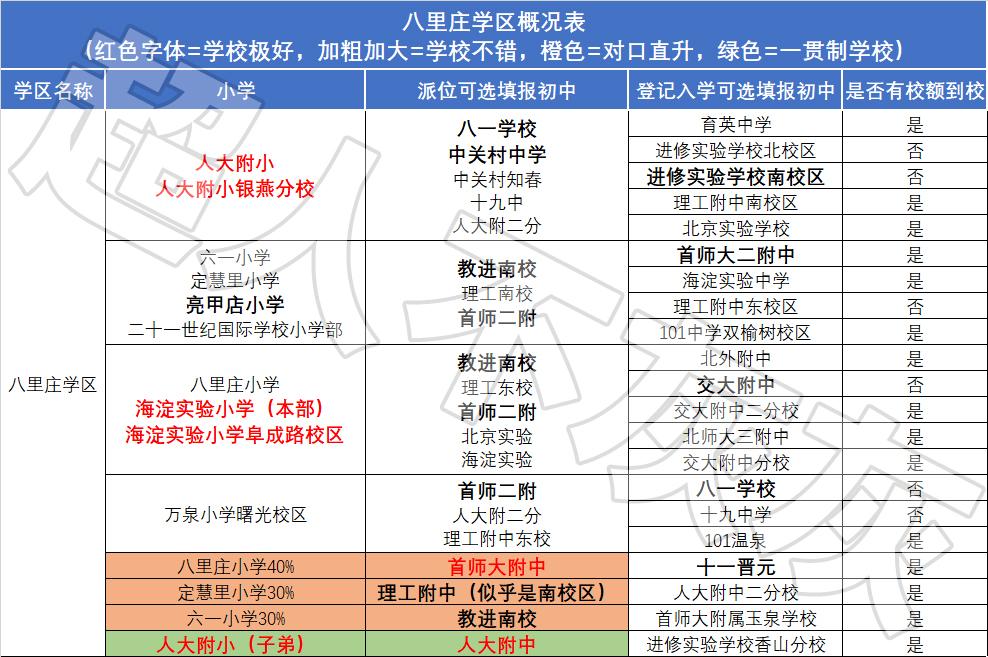 八里庄学区概况表
(红色字体=学校极好，加粗加大=学校不错，橙色=对口直升，绿色=一贯制学校)
学区名称 小学 派位可选填报初中 登记入学可选填报初中 是否有校额到校
八里庄学区
人大附小
人大附小银燕分校
八一学校
中关村中学
中关村知春
十九中
人大附二分
育英中学 是
进修实验学校北校区 否
进修实验学校南校区 否
理工附中南校区 是
北京实验学校 是
六一小学
定慧里小学
亮甲店小学
二十一世纪国际学校小学部
教进南校
理工南校
首师二附
首师大二附中 是
海淀实验中学 是
理工附中东校区 否
101中学双榆树校区 是
八里庄小学
海淀实验小学（本部）
海淀实验小学阜成路校区
教进南校
理工东校
首师二附
北京实验
海淀实验
北外附中 是
交大附中 否
交大附中二分校 是
北师大三附中 是
交大附中分校 是
万泉小学曙光校区
首师二附
人大附二分
理工附中东校
八一学校 否
十九中学 否
101温泉 是
八里庄小学40% 首师大附中 十一晋元 是
定慧里小学30% 理工附中（似乎是南校区） 人大附中二分校 是
六一小学30% 教进南校 首师大附属玉泉学校 是
人大附小（子弟） 人大附中 进修实验学校香山分校 是
超人不灰灰